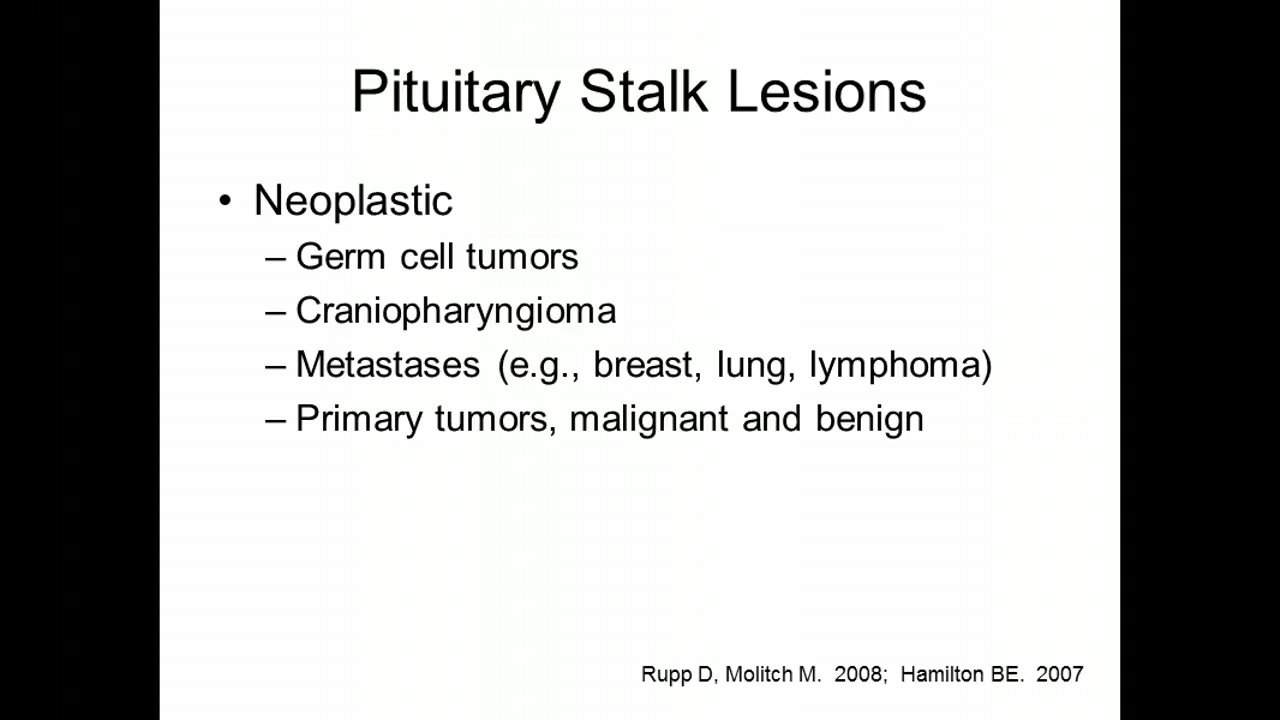 Pituitary Stalk Lesions
• Neoplastic
– Germ cell tumors
– Craniopharyngioma
– Metastases (e.g., breast, lung, lymphoma)
– Primary tumors, malignant and benign
Rupp D, Molitch M. 2008; Hamilton BE. 2007